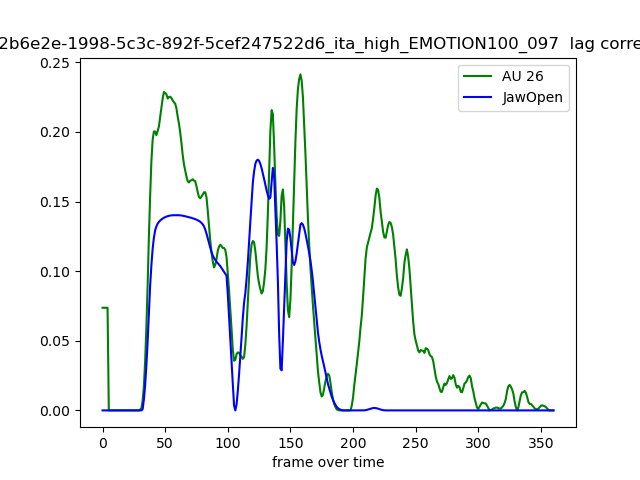 2b6e2e-1998-5c3c-892f-5cef247522d6_ita_high_EMOTION100_097  lag corre
0.25
AU 26
JawOpen
0.20
0.15
0.10
0.05
0.00
0 50 100 150 200 250 300 350
frame over time